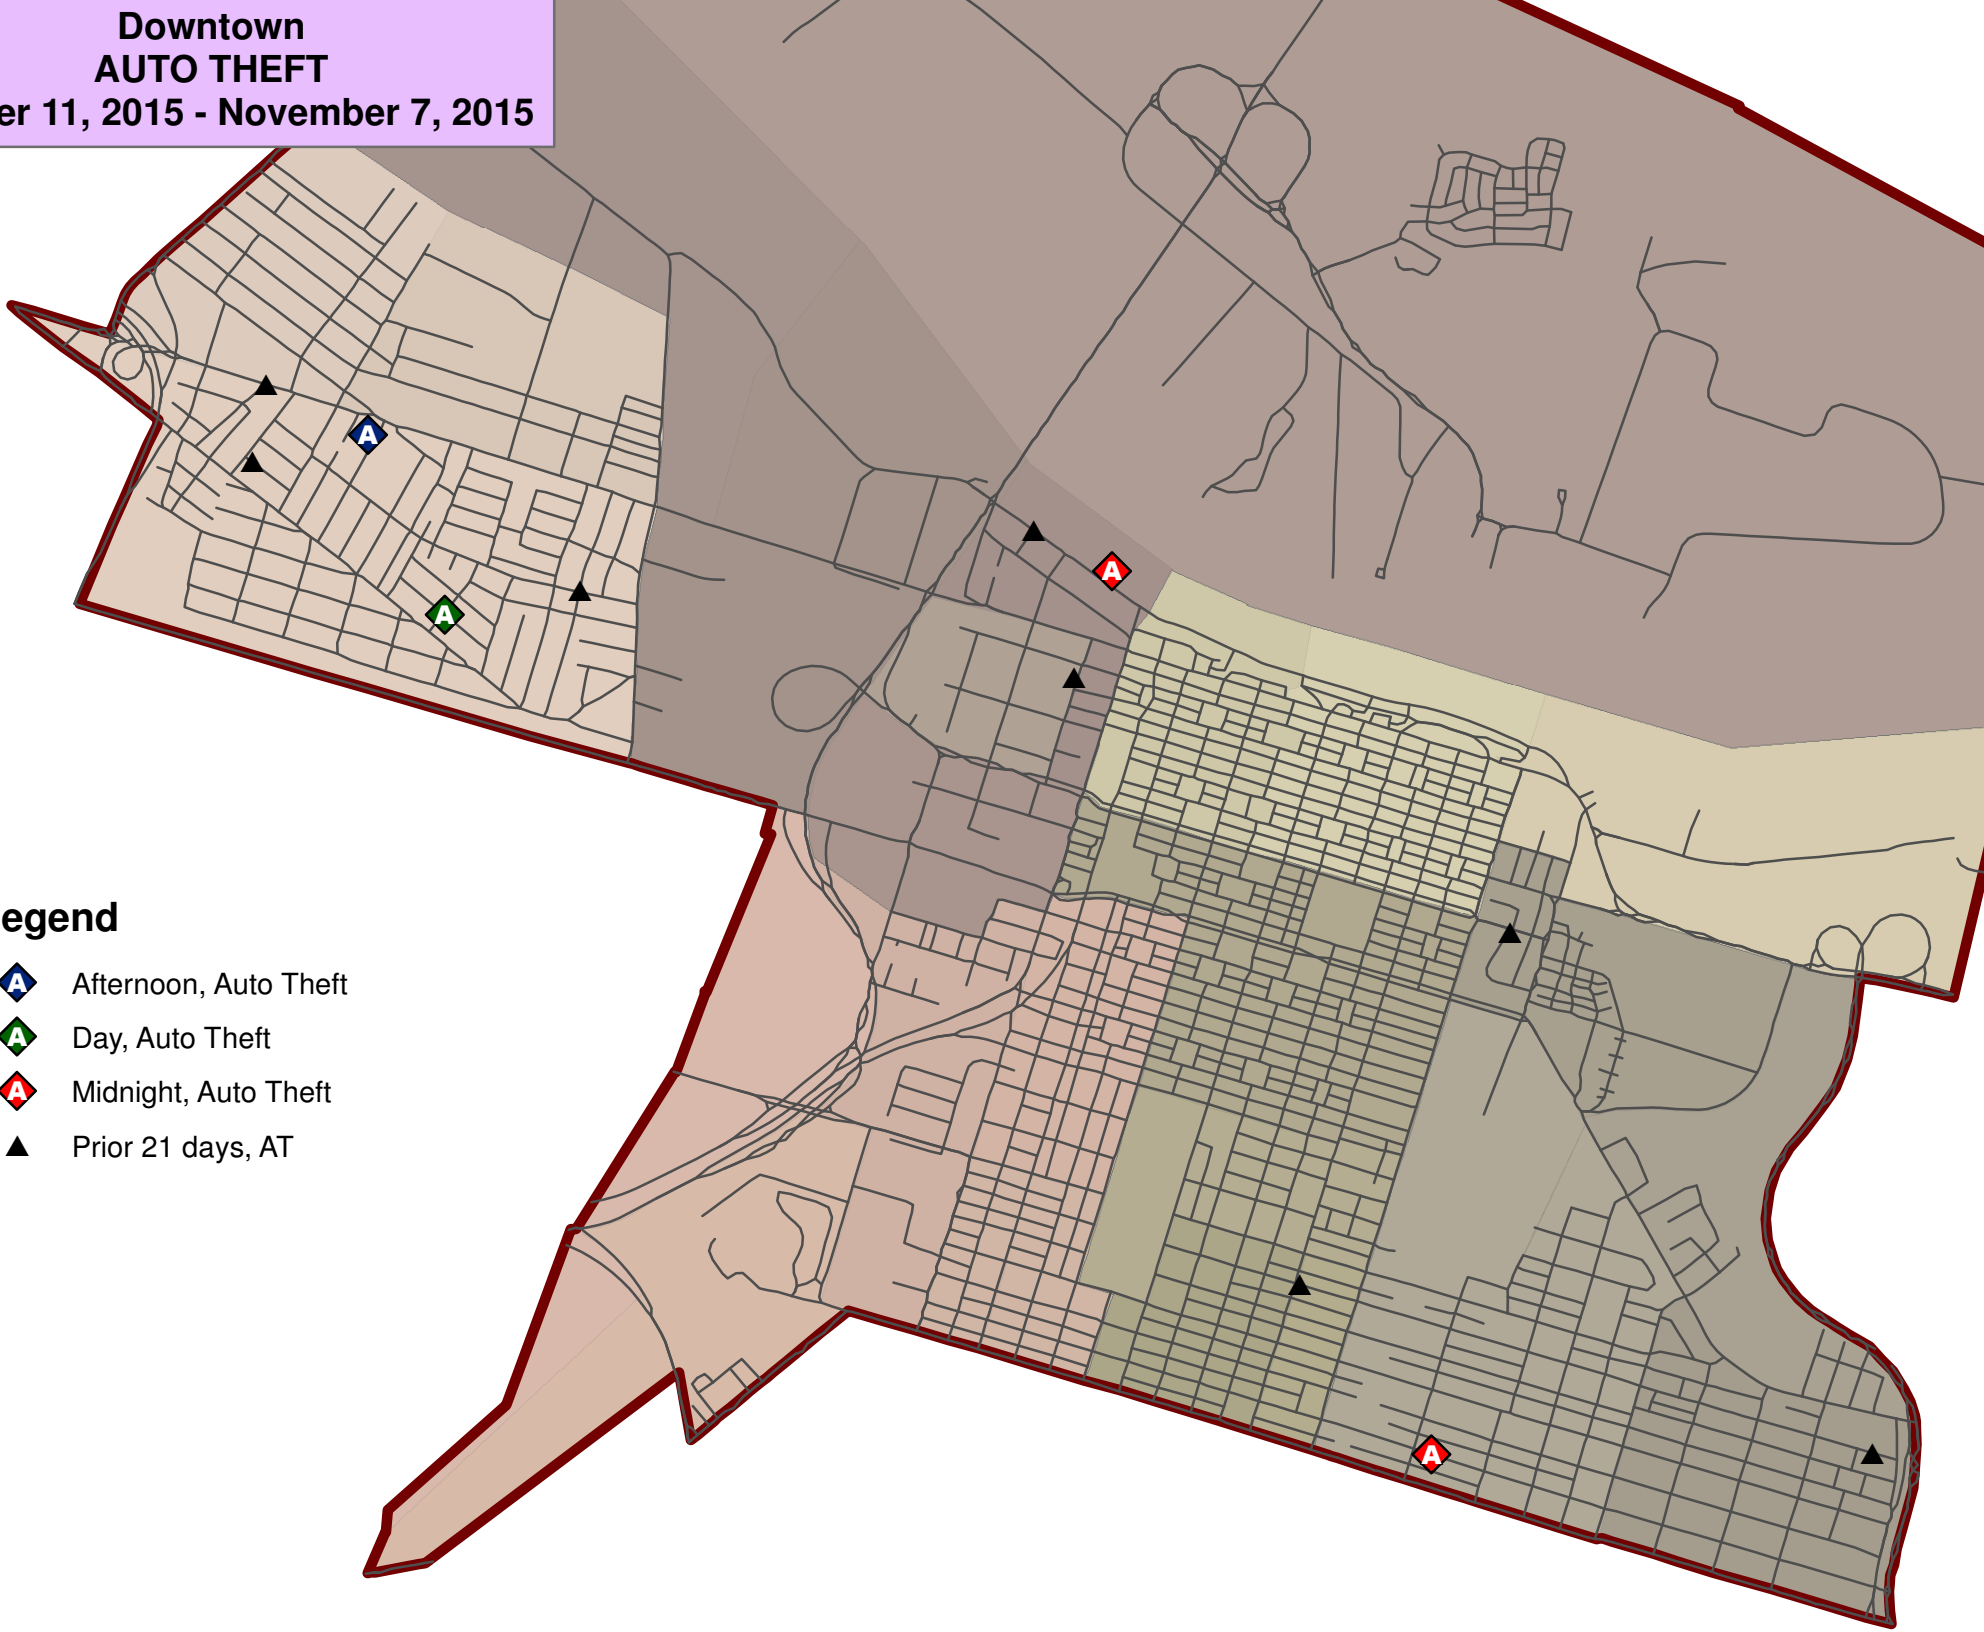 Downtown
AUTO THEFT
er 11, 2015 - November 7, 2015
A
A
A
A
A
egend
A Afternoon, Auto Theft
A Day, Auto Theft
A Midnight, Auto Theft
Prior 21 days, AT